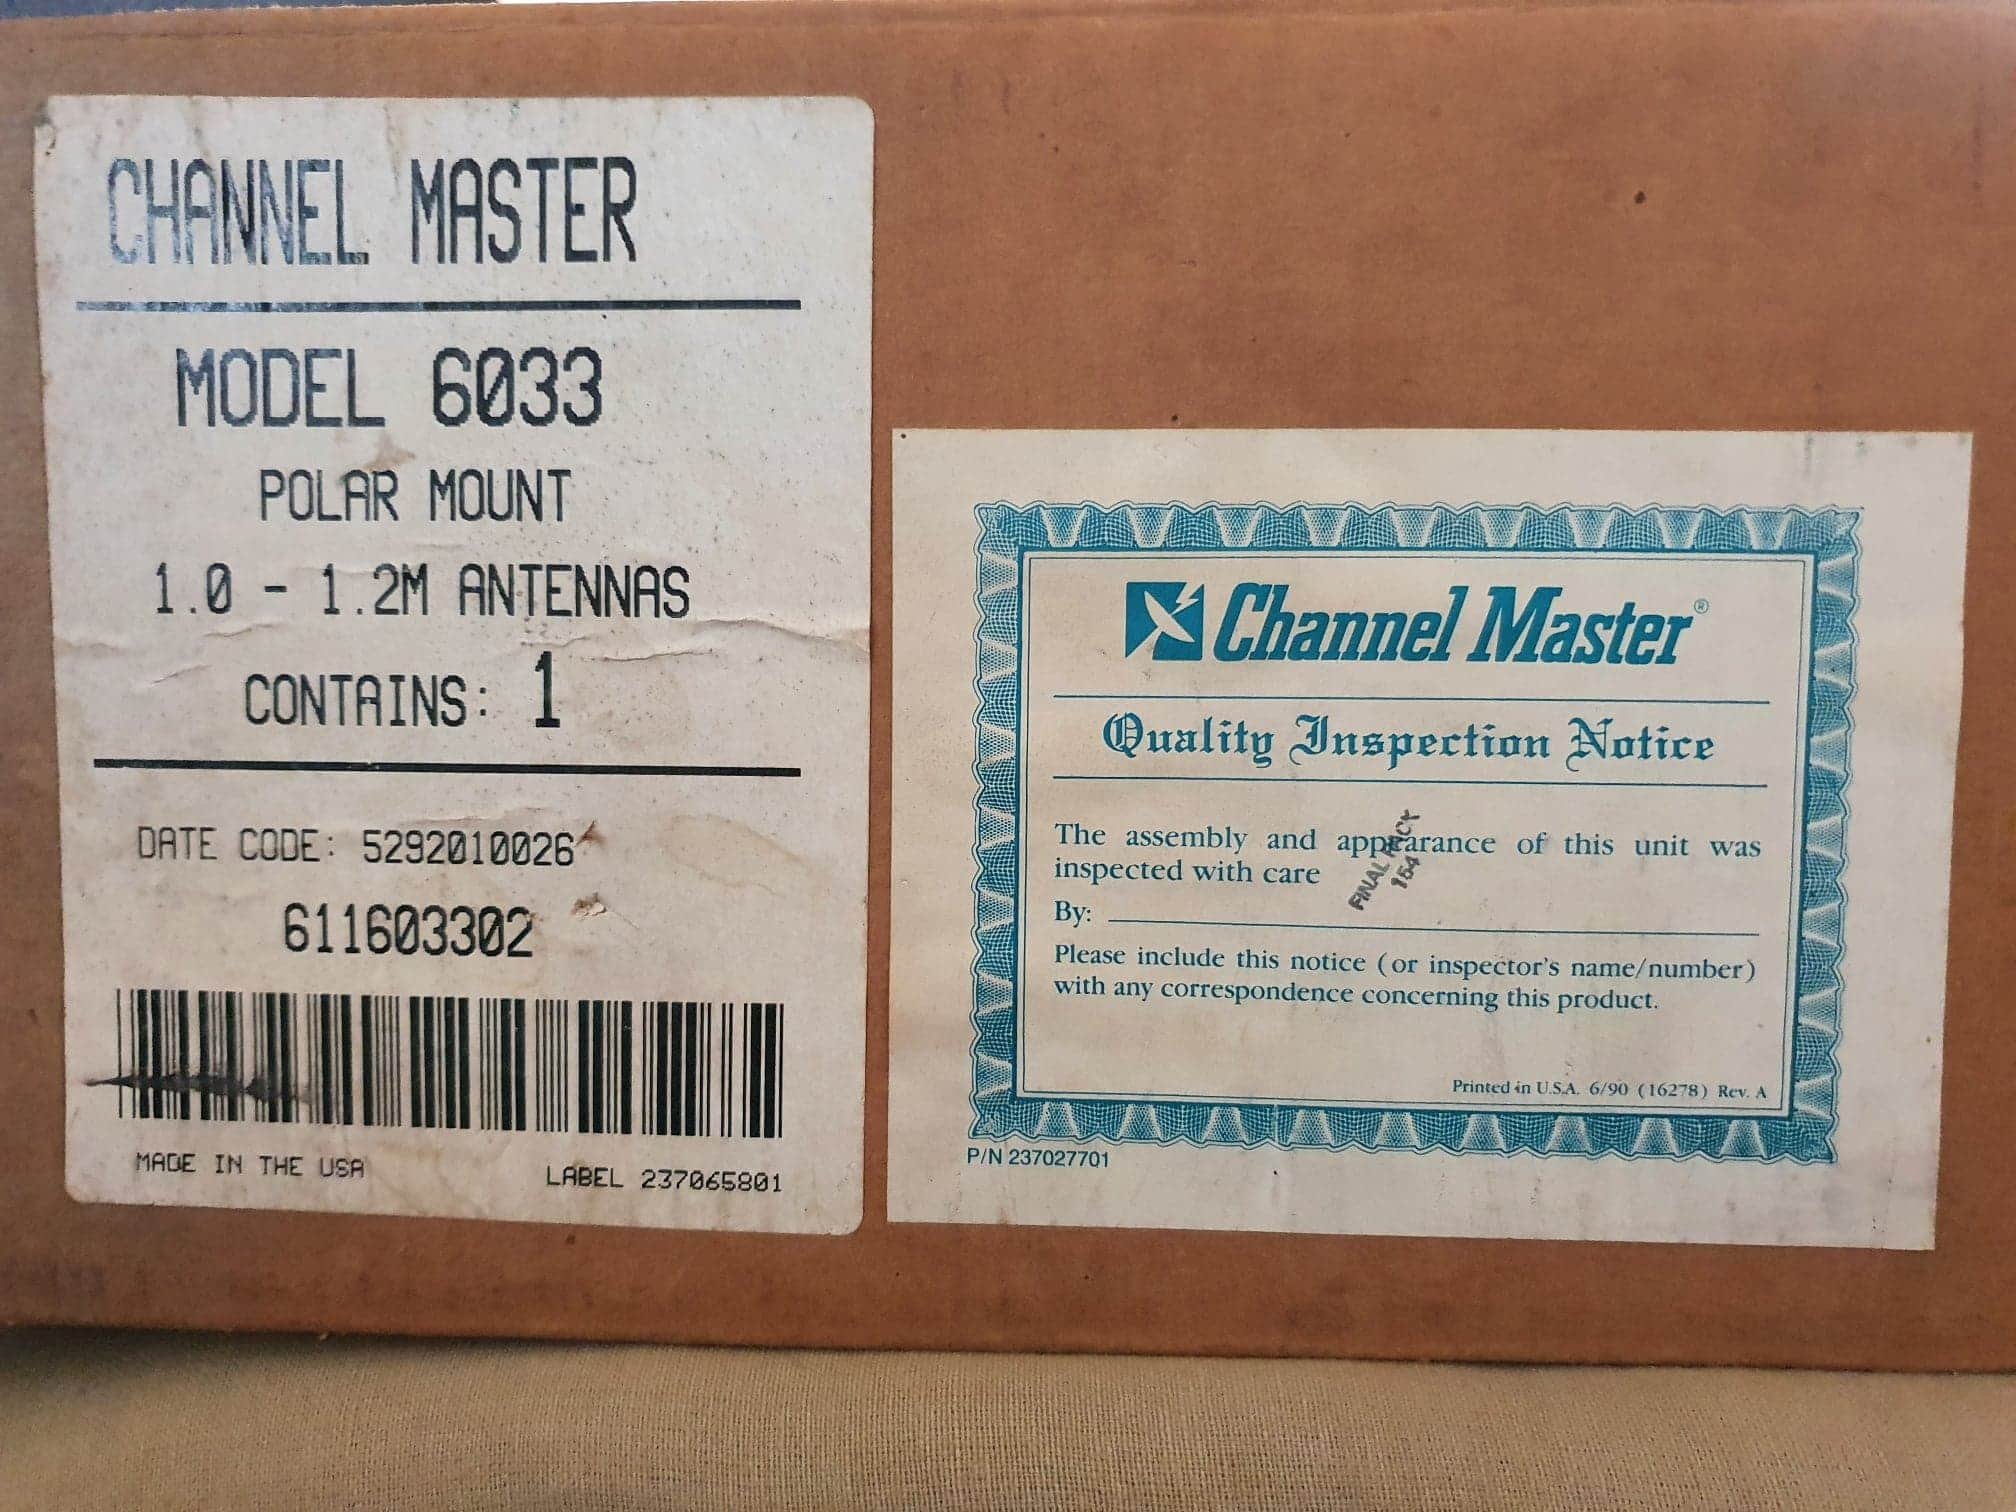 CHANNEL MASTER
MODEL 6033
POLAR MOUNT
1.0 - 1.2M ANTENNAS
CONTAINS: 1
DATE CODE: 5292010026
611603302
MADE IN THE USA
LABEL 237065801
Channel Master®
Quality Inspection Notice
The assembly and appearance of this unit was
inspected with care
FINAL PACK
154
By:
Please include this notice (or inspector's name/number)
with any correspondence concerning this product.
Printed in U.S.A. 6/90 (16278) Rev. A
P/N 237027701